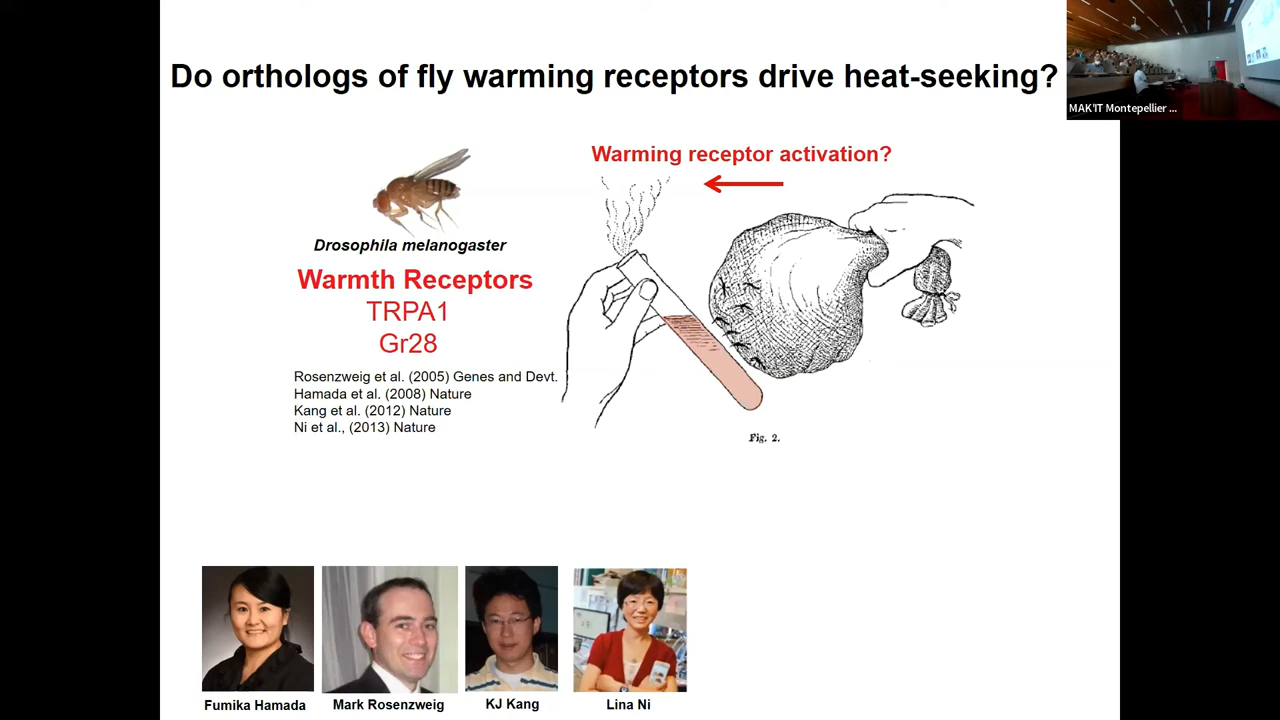 Do orthologs of fly warming receptors drive heat-seeking?
MAK'IT Montepellier ...
Warming receptor activation?
Drosophila melanogaster
Warmth Receptors
TRPA1
Gr28
Rosenzweig et al. (2005) Genes and Devt.
Hamada et al. (2008) Nature
Kang et al. (2012) Nature
Ni et al., (2013) Nature
Fig. 2.
Fumika Hamada
Mark Rosenzweig
KJ Kang
Lina Ni